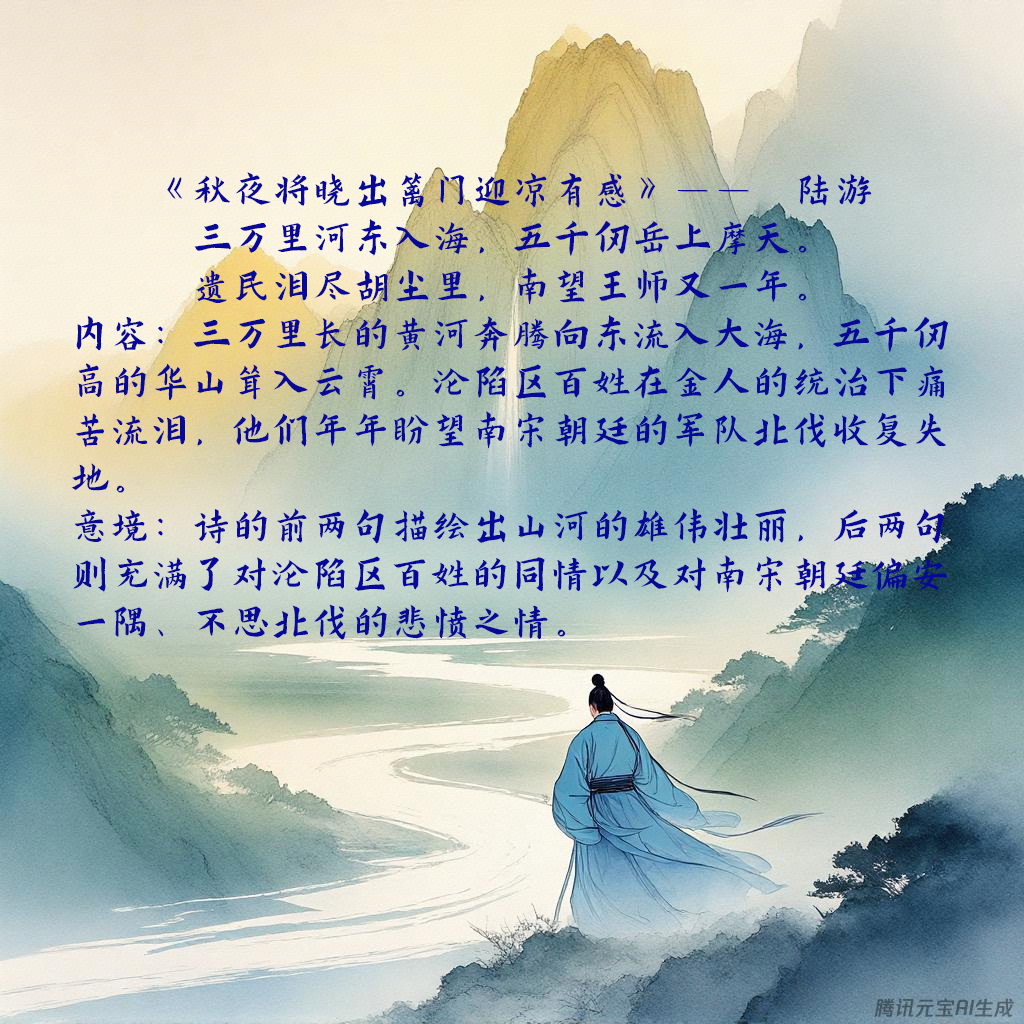 《秋夜将晓出篱门迎凉有感》—— 陆游
三万里河东入海，五千仞岳上摩天。
遗民泪尽胡尘里，南望王师又一年。
内容：三万里长的黄河奔腾向东流入大海，五千仞
高的华山耸入云霄。沦陷区百姓在金人的统治下痛
苦流泪，他们年年盼望南宋朝廷的军队北伐收复失
地。
意境：诗的前两句描绘出山河的雄伟壮丽，后两句
则充满了对沦陷区百姓的同情以及对南宋朝廷偏安
一隅、不思北伐的悲愤之情。
腾讯元宝AI生成